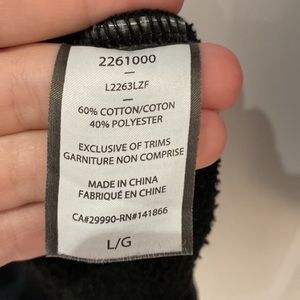 2261000
—
L2263LZF
—
60% COTTON/COTON
40% POLYESTER
—
EXCLUSIVE OF TRIMS
GARNITURE NON COMPRISE
—
MADE IN CHINA
FABRIQUÉ EN CHINE
—
CA#29990-RN#141866
—
L/G